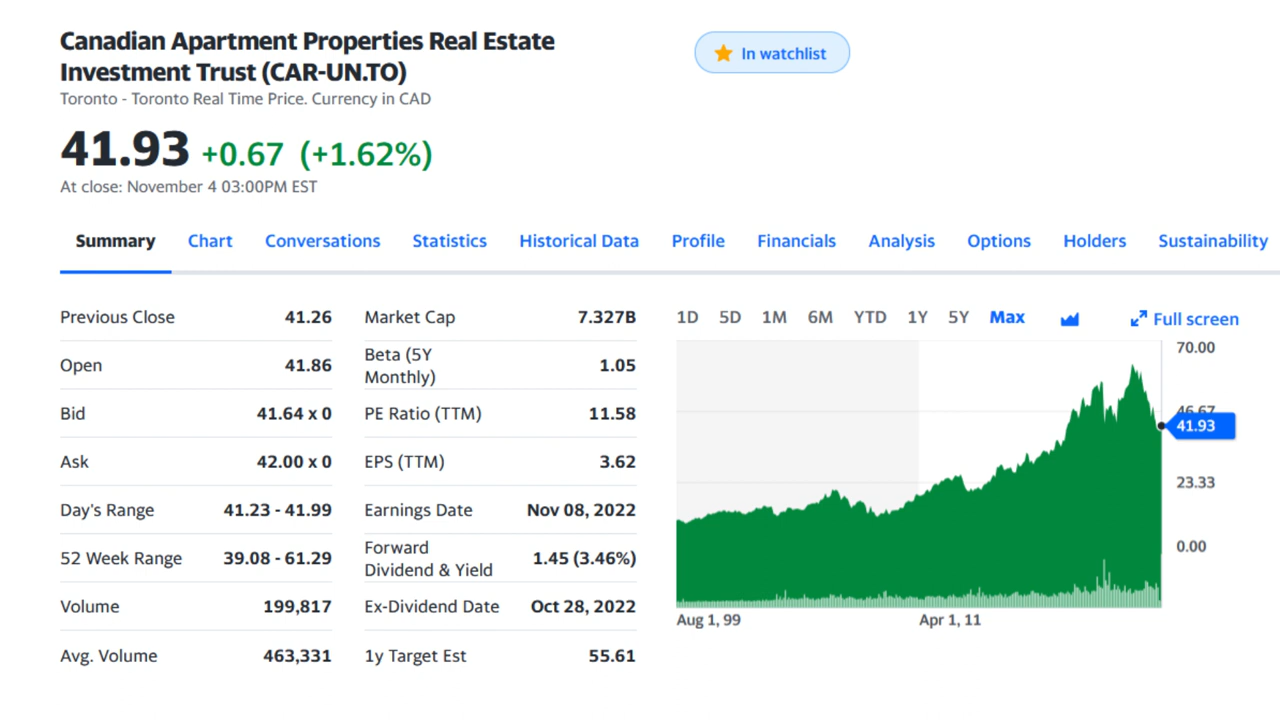 Canadian Apartment Properties Real Estate
Investment Trust (CAR-UN.TO)
In watchlist
Toronto - Toronto Real Time Price. Currency in CAD
41.93 +0.67 (+1.62%)
At close: November 4 03:00PM EST
Summary Chart Conversations Statistics Historical Data Profile Financials Analysis Options Holders Sustainability
Previous Close 41.26
Open 41.86
Bid 41.64 x 0
Ask 42.00 x 0
Day's Range 41.23 - 41.99
52 Week Range 39.08 - 61.29
Volume 199,817
Avg. Volume 463,331
Market Cap 7.327B
Beta (5Y
Monthly) 1.05
PE Ratio (TTM) 11.58
EPS (TTM) 3.62
Earnings Date Nov 08, 2022
Forward
Dividend & Yield 1.45 (3.46%)
Ex-Dividend Date Oct 28, 2022
1y Target Est 55.61
1D 5D 1M 6M YTD 1Y 5Y Max Full screen
70.00
46.67
41.93
23.33
0.00
Aug 1, 99 Apr 1, 11